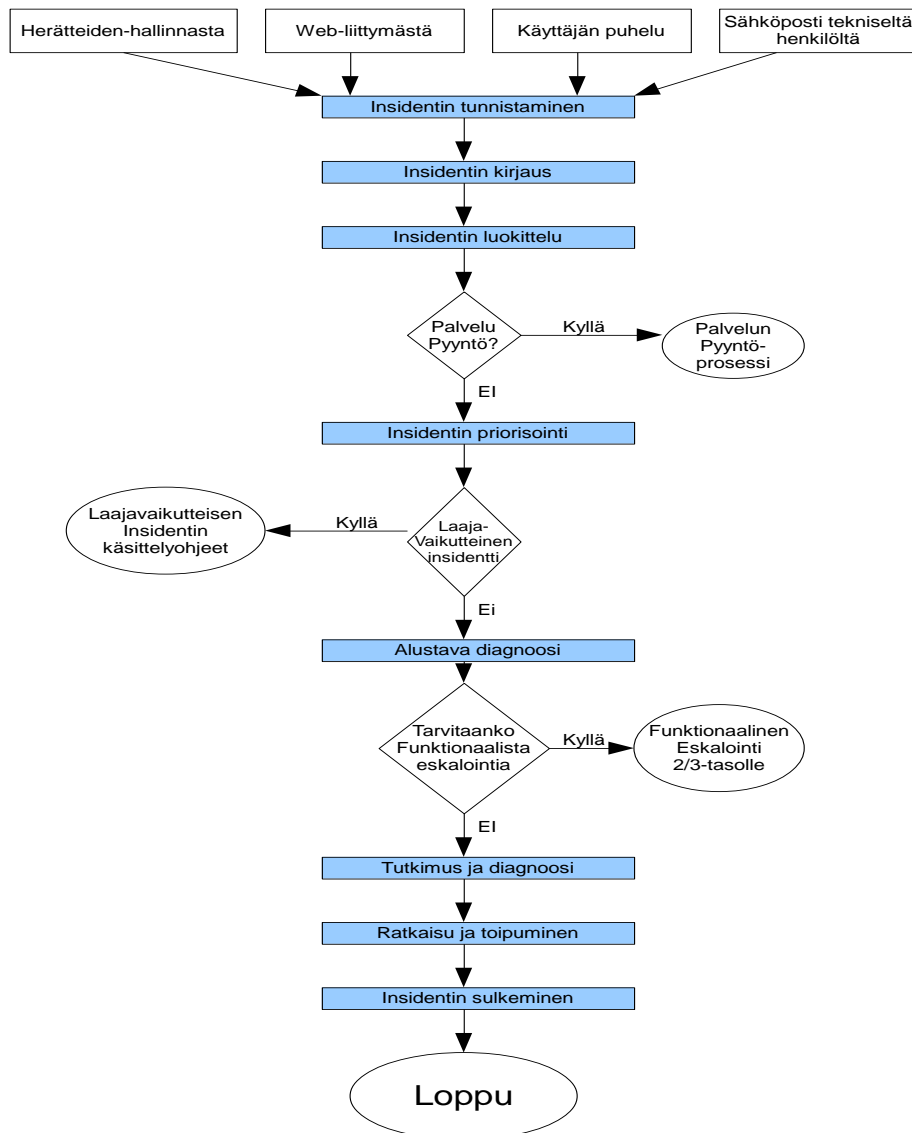 Herätteiden-hallinnasta
Web-liittymästä
Käyttäjän puhelu
Sähköposti tekniseltä
henkilöltä
Insidentin tunnistaminen
Insidentin kirjaus
Insidentin luokittelu
Palvelu
Pyyntö?
Kyllä
Palvelun
Pyyntö-
prosessi
EI
Insidentin priorisointi
Laajavaikutteisen
Insidentin
käsittelyohjeet
Kyllä
Laaja-
Vaikutteinen
insidentti
Ei
Alustava diagnoosi
Tarvitaanko
Funktionaalista
eskalointia
Kyllä
Funktionaalinen
Eskalointi
2/3-tasolle
EI
Tutkimus ja diagnoosi
Ratkaisu ja toipuminen
Insidentin sulkeminen
Loppu